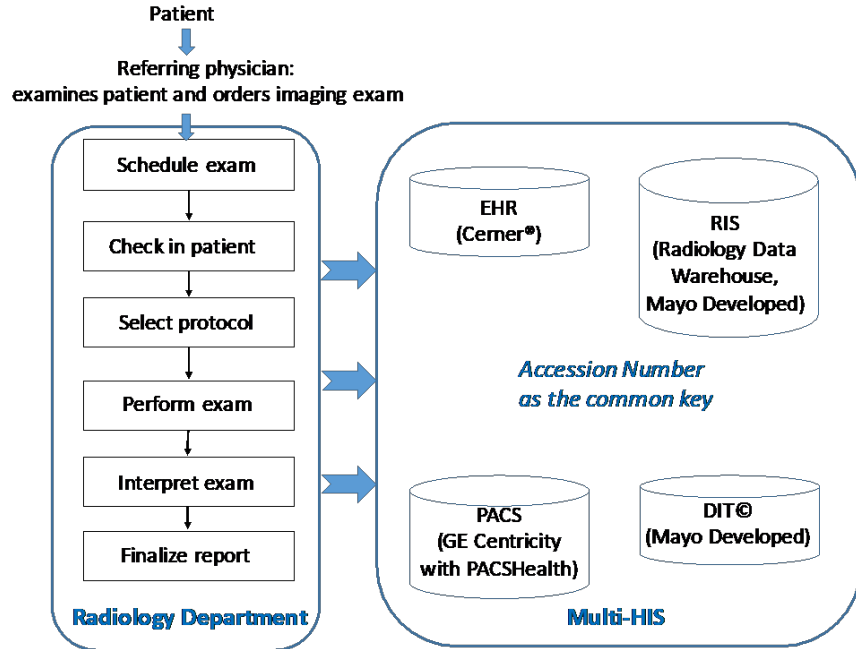 Patient
Referring physician:
examines patient and orders imaging exam
Schedule exam
Check in patient
Select protocol
Perform exam
Interpret exam
Finalize report
Radiology Department
EHR
(Cerner®)
RIS
(Radiology Data
Warehouse,
Mayo Developed)
Accession Number
as the common key
PACS
(GE Centricity
with PACSHealth)
DIT©
(Mayo Developed)
Multi-HIS